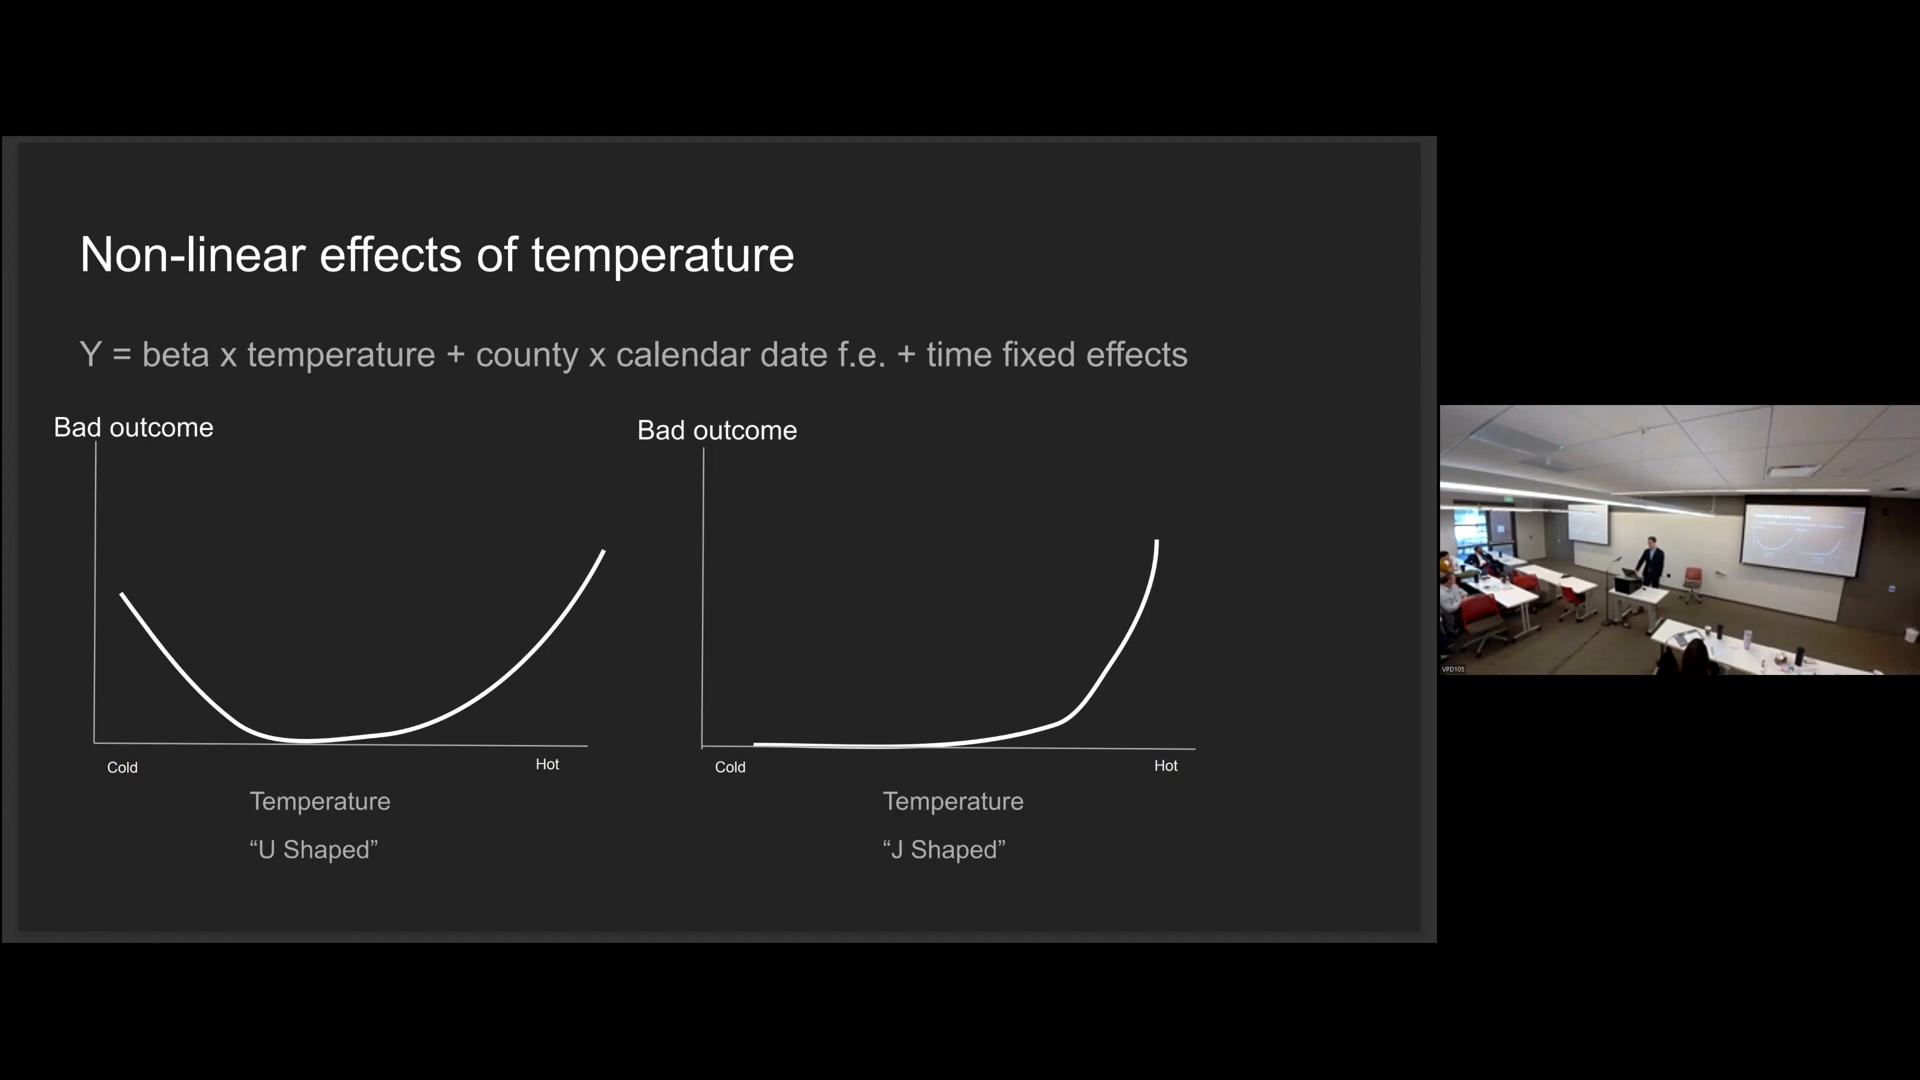 Non-linear effects of temperature
Y = beta x temperature + county x calendar date f.e. + time fixed effects
Bad outcome
Cold
Hot
Temperature
“U Shaped”
Bad outcome
Cold
Hot
Temperature
“J Shaped”
VPD105